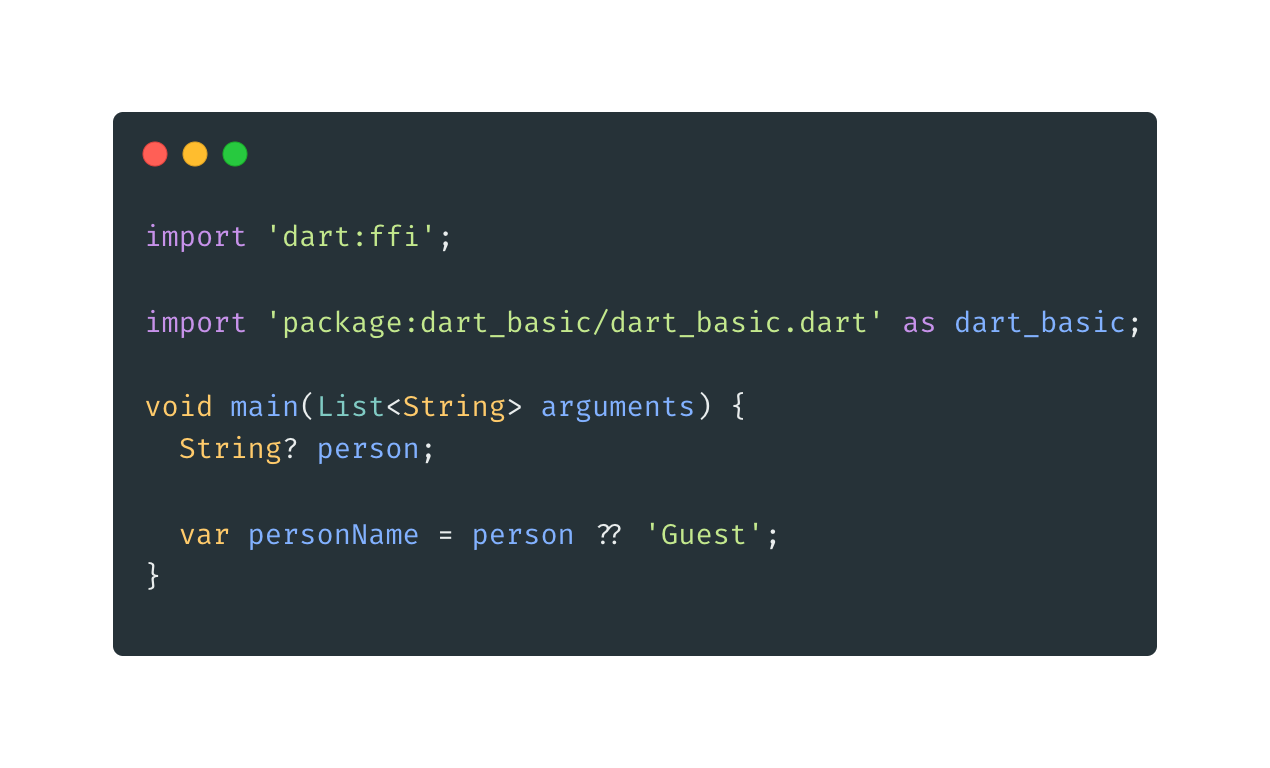 import 'dart:ffi';
import 'package:dart_basic/dart_basic.dart' as dart_basic;
void main(List<String> arguments) {
  String? person;
  var personName = person ?? 'Guest';
}